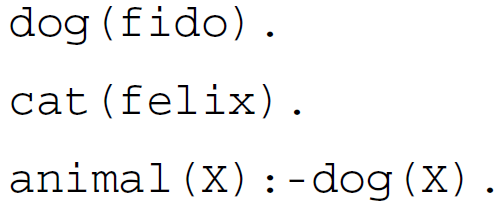 dog(fido).
cat(felix).
animal(X):-dog(X).